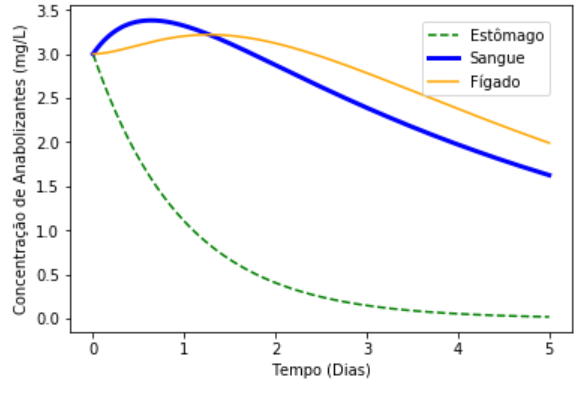 3.5
3.0
2.5
2.0
1.5
1.0
0.5
0.0
Concentração de Anabolizantes (mg/L)
Estômago
Sangue
Fígado
0 1 2 3 4 5
Tempo (Dias)